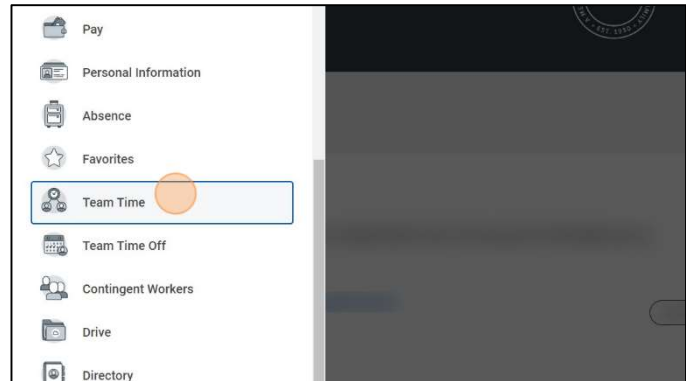 Pay
Personal Information
Absence
Favorites
Team Time
Team Time Off
Contingent Workers
Drive
Directory